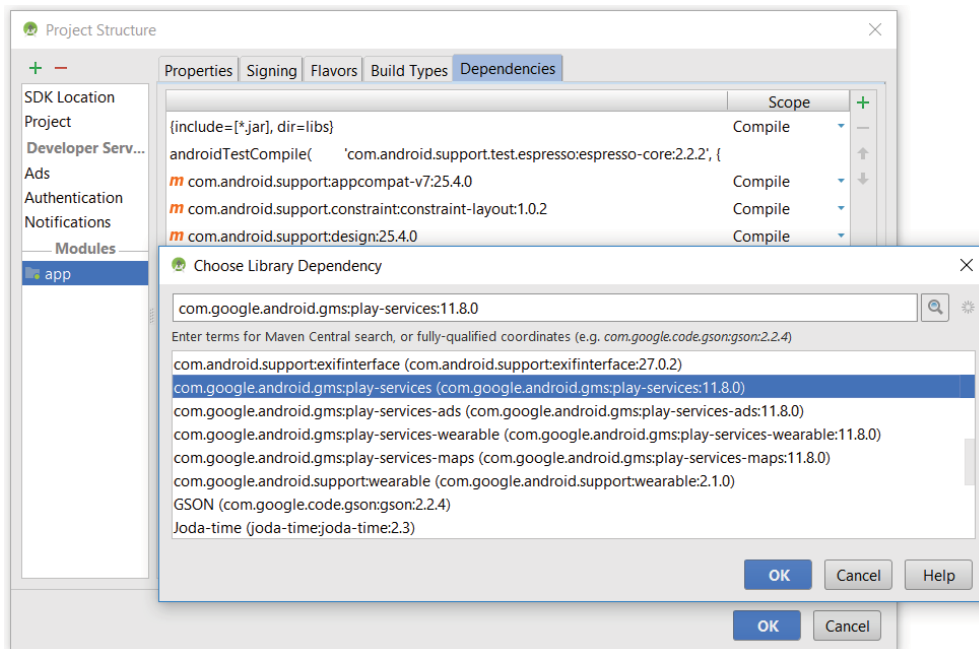 Project Structure
Properties Signing Flavors Build Types Dependencies
SDK Location
Project
Developer Serv...
Ads
Authentication
Notifications
Modules
app
Scope
{include=[*.jar], dir=libs} Compile
androidTestCompile( 'com.android.support.test.espresso:espresso-core:2.2.2', {
m com.android.support:appcompat-v7:25.4.0 Compile
m com.android.support.constraint:constraint-layout:1.0.2 Compile
m com.android.support:design:25.4.0 Compile
Choose Library Dependency
com.google.android.gms:play-services:11.8.0
Enter terms for Maven Central search, or fully-qualified coordinates (e.g. com.google.code.gson:gson:2.2.4)
com.android.support:exifinterface (com.android.support:exifinterface:27.0.2)
com.google.android.gms:play-services (com.google.android.gms:play-services:11.8.0)
com.google.android.gms:play-services-ads (com.google.android.gms:play-services-ads:11.8.0)
com.google.android.gms:play-services-wearable (com.google.android.gms:play-services-wearable:11.8.0)
com.google.android.gms:play-services-maps (com.google.android.gms:play-services-maps:11.8.0)
com.google.android.support:wearable (com.google.android.support:wearable:2.1.0)
GSON (com.google.code.gson:gson:2.2.4)
Joda-time (joda-time:joda-time:2.3)
OK Cancel Help
OK Cancel